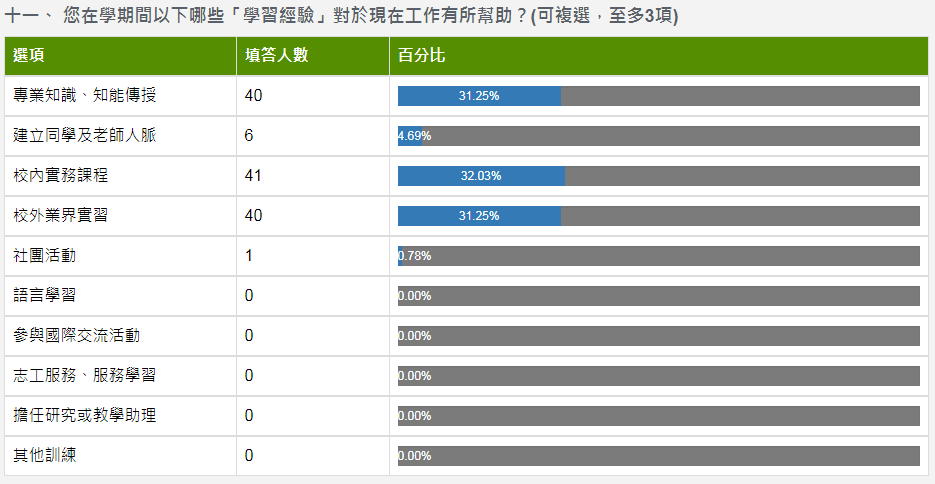 十一、 您在學期間以下哪些「學習經驗」對於現在工作有所幫助？(可複選，至多3項)
選項 填答人數 百分比
專業知識、知能傳授 40 31.25%
建立同學及老師人脈 6 4.69%
校內實務課程 41 32.03%
校外業界實習 40 31.25%
社團活動 1 0.78%
語言學習 0 0.00%
參與國際交流活動 0 0.00%
志工服務、服務學習 0 0.00%
擔任研究或教學助理 0 0.00%
其他訓練 0 0.00%